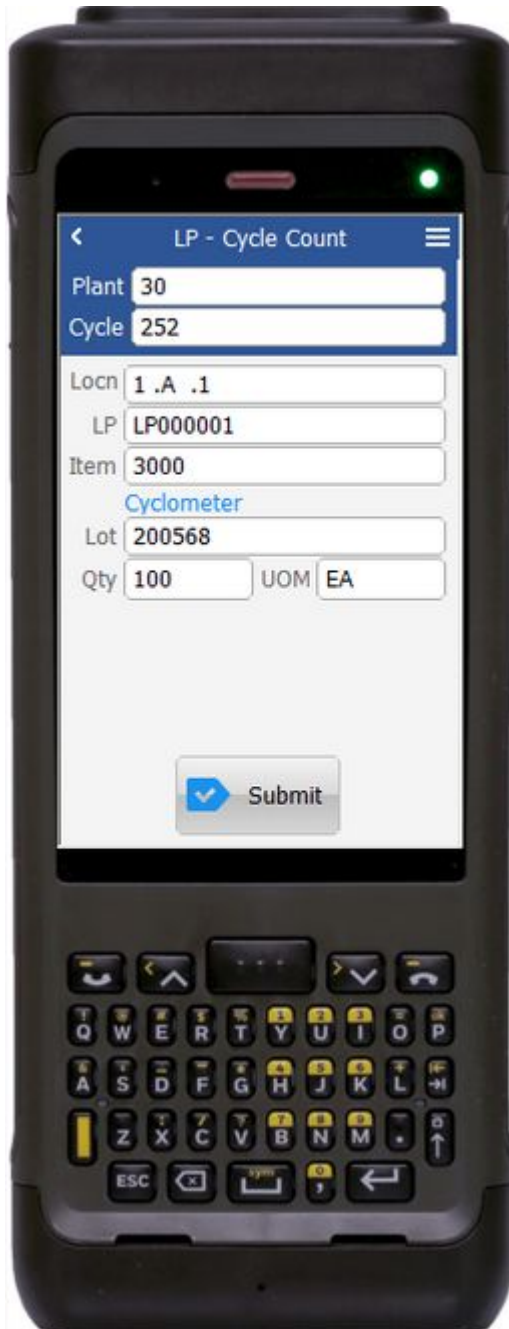 LP - Cycle Count
Plant 30
Cycle 252
Locn 1 .A .1
LP LP000001
Item 3000
Cyclometer
Lot 200568
Qty 100 UOM EA
Submit
Q W E R T Y U I O P
A S D F G H J K L
Z X C V B N M .
ESC sym ,